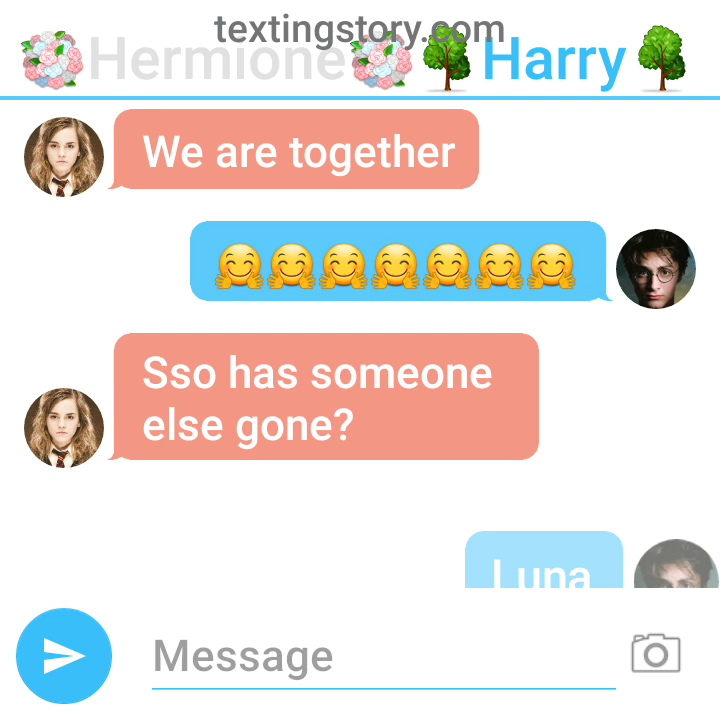 textingstory.com
Hermione Harry
We are together
Sso has someone
else gone?
Luna
Message